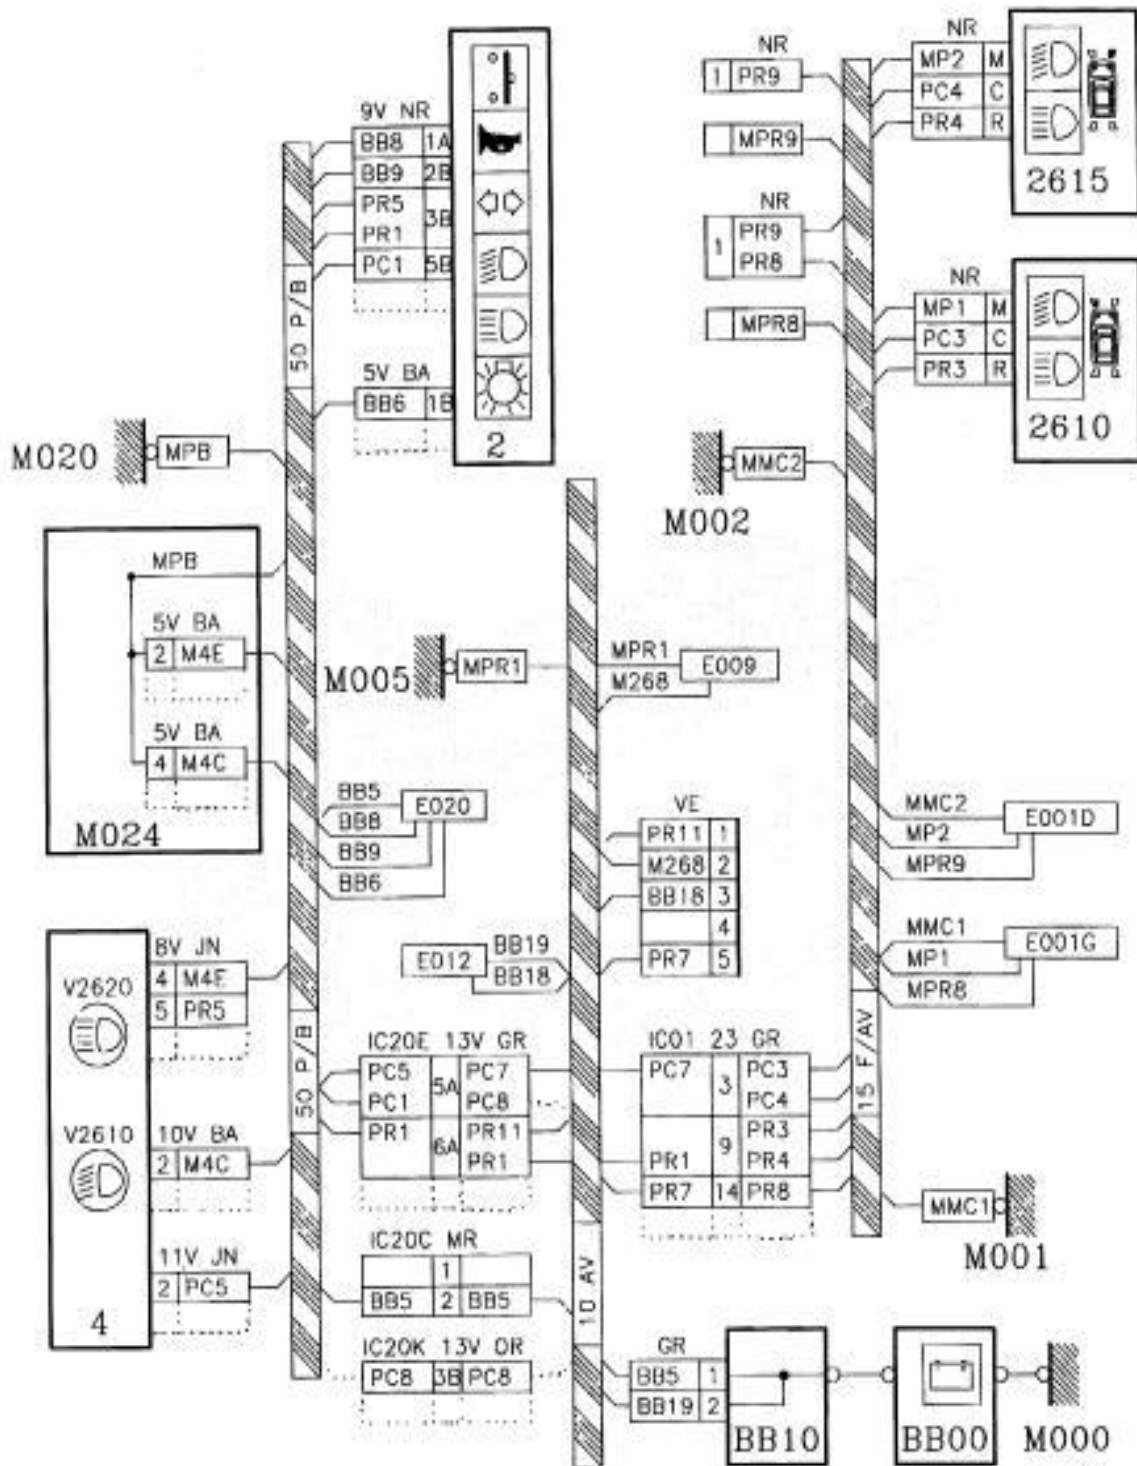 9V NR
BB8 1A
BB9 2B
PR5
3B
PR1
PC1 5B
50 P/B
5V BA
BB6 1B
2
M020
MPB
MPB
5V BA
2 M4E
5V BA
4 M4C
M024
BB5
E020
BB8
BB9
BB6
8V JN
4 M4E
5 PR5
V2620
V2610
10V BA
2 M4C
11V JN
2 PC5
4
50 P/B
NR
1 PR9
MPR9
NR
1
PR9
PR8
MPR8
NR
MP2 M
PC4 C
PR4 R
2615
NR
MP1 M
PC3 C
PR3 R
2610
MMC2
M002
M005
MPR1
MPR1
E009
M268
VE
PR11 1
M268 2
BB18 3
4
PR7 5
E012
BB19
BB18
MMC2
MP2
E001D
MPR9
MMC1
MP1
E001G
MPR8
15 F/AV
IC20E 13V GR
PC5 5A PC7
PC1 PC8
PR1 6A PR11
PR1
IC01 23 GR
PC7 3 PC3
PC4
9 PR3
PR1 PR4
PR7 14 PR8
MMC1
M001
IC20C MR
1
BB5 2 BB5
IC20K 13V OR
PC8 3B PC8
10 AV
GR
BB5 1
BB19 2
BB10
BB00
M000